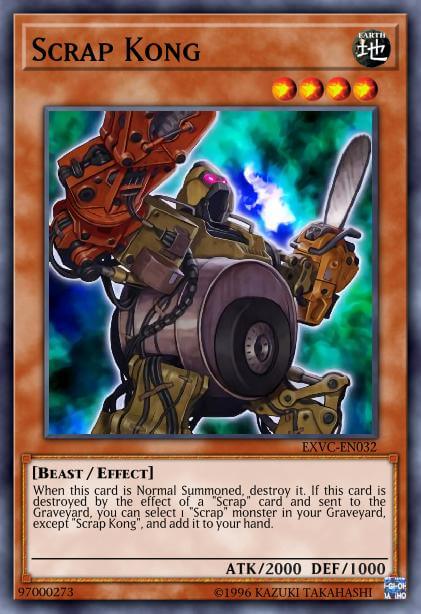 SCRAP KONG
EARTH
地
EXVC-EN032
[BEAST / EFFECT]
When this card is Normal Summoned, destroy it. If this card is
destroyed by the effect of a "Scrap" card and sent to the
Graveyard, you can select 1 "Scrap" monster in your Graveyard,
except "Scrap Kong", and add it to your hand.
ATK/2000 DEF/1000
97000273
©1996 KAZUKI TAKAHASHI